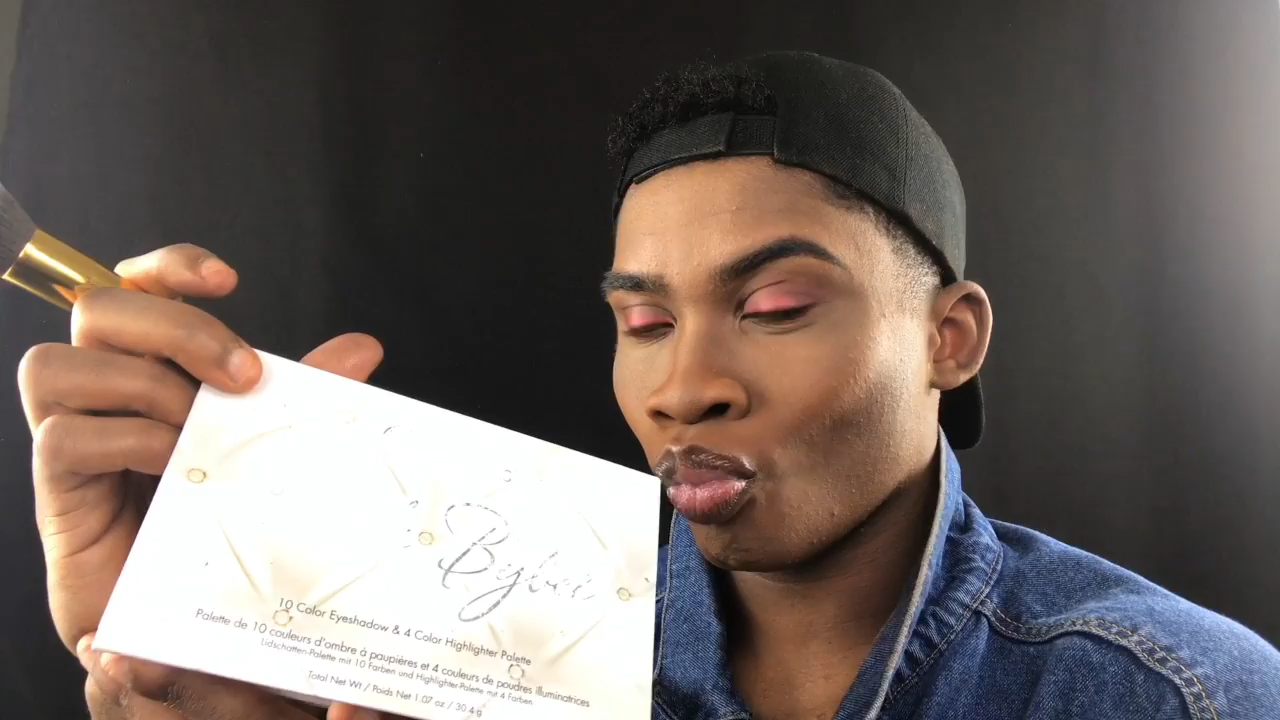 Bybel
10 Color Eyeshadow & 4 Color Highlighter Palette
Palette de 10 couleurs d'ombre á paupières et 4 couleurs de poudres illuminatrices
Lidschatten-Palette mit 10 Farben und Highlighter-Palette mit 4 Farben
Total Net Wt / Poids Net 1.07 oz / 30.4 g